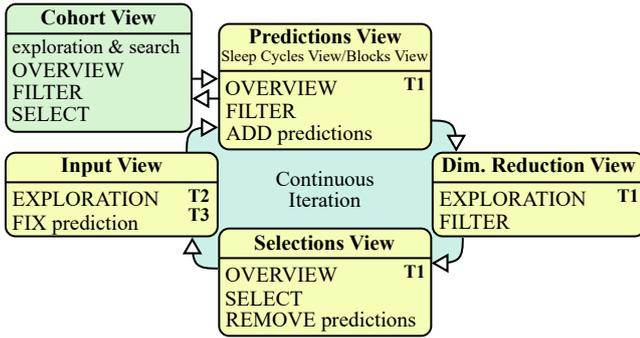 Cohort View
exploration & search
OVERVIEW
FILTER
SELECT
Predictions View
Sleep Cycles View/Blocks View
OVERVIEW T1
FILTER
ADD predictions
Input View
EXPLORATION T2
FIX prediction T3
Continuous
Iteration
Dim. Reduction View
EXPLORATION T1
FILTER
Selections View
OVERVIEW T1
SELECT
REMOVE predictions